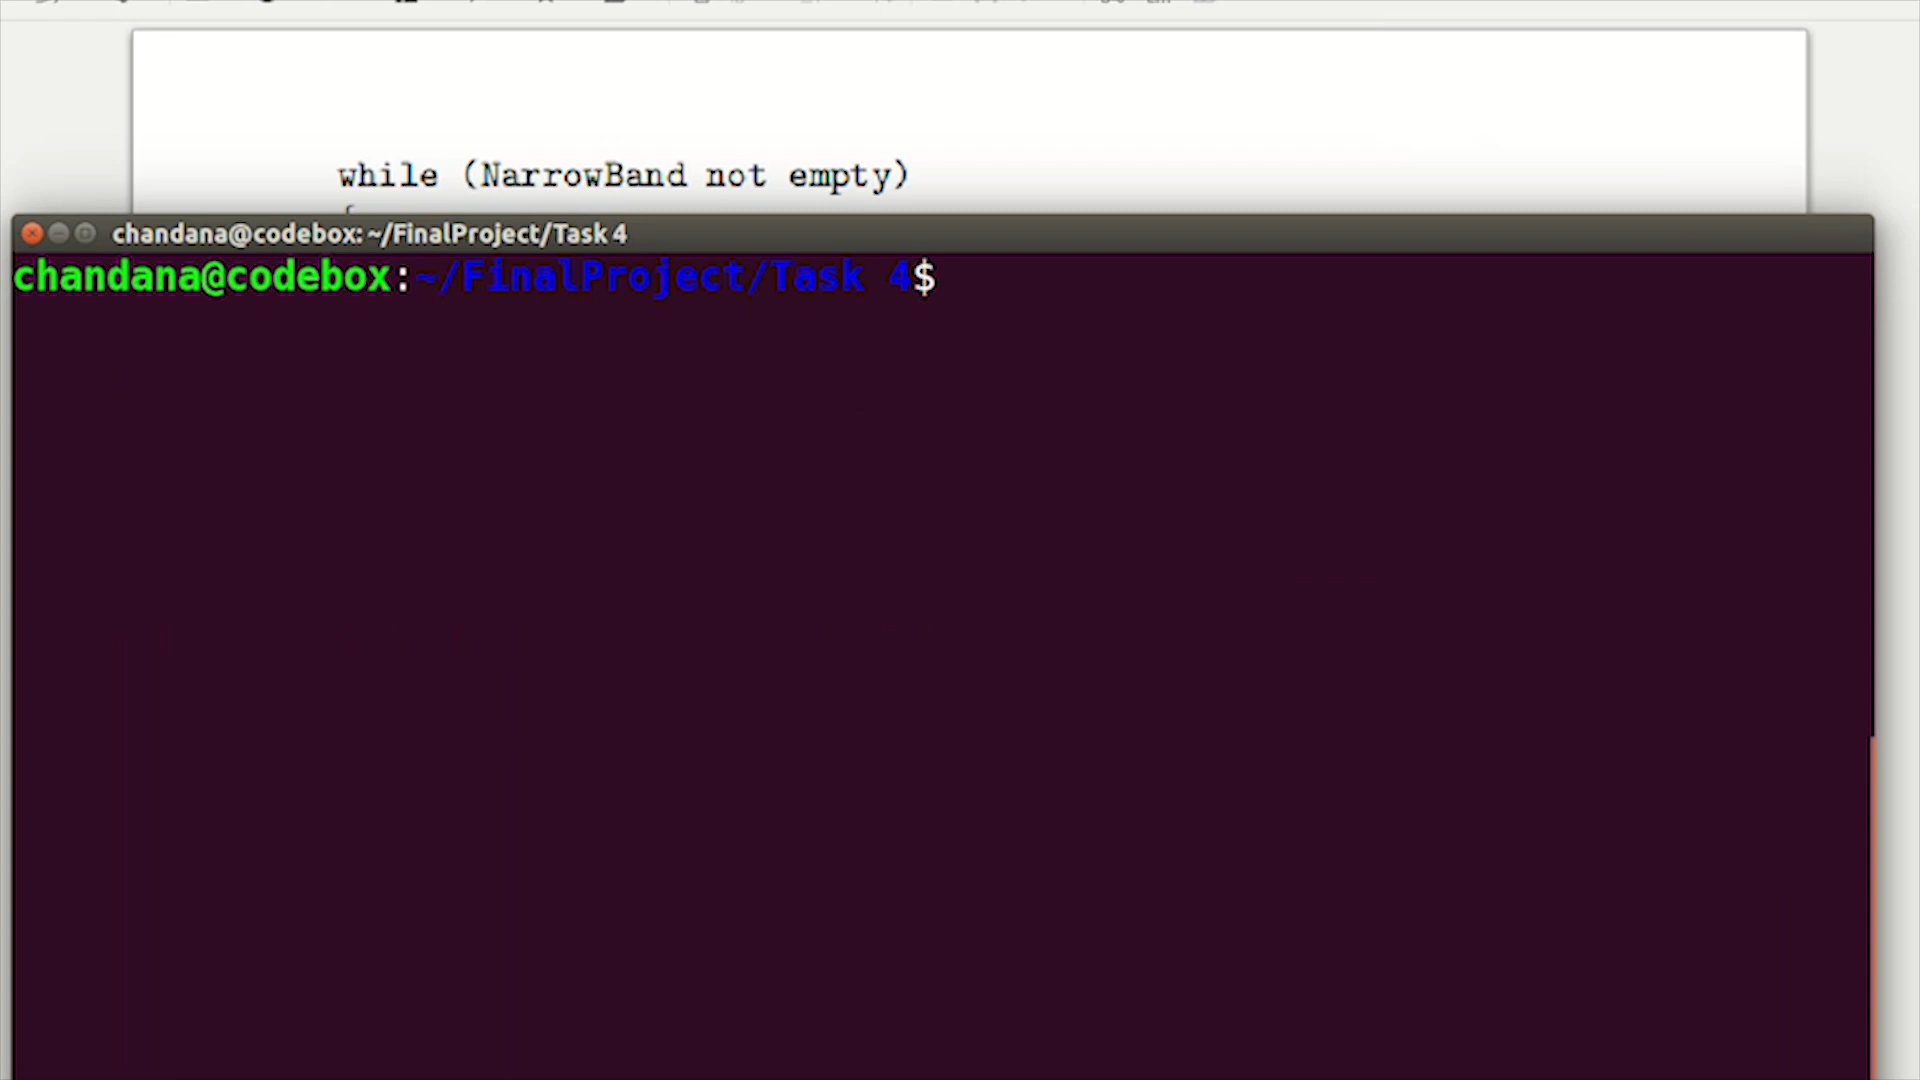 while (NarrowBand not empty)
chandana@codebox: ~/FinalProject/Task 4
chandana@codebox:~/FinalProject/Task 4$